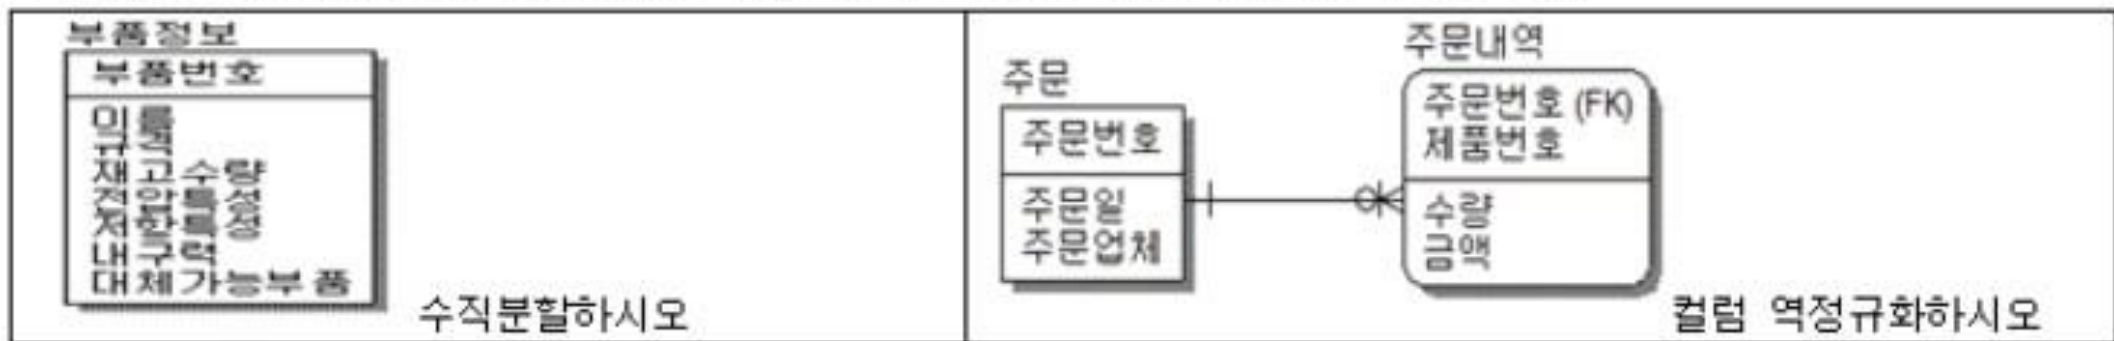 부품정보
부품번호
이름
재고수량
전압특성
저항특성
내구력
대체가능부품
수직분할하시오
주문
주문번호
주문일
주문업체
주문내역
주문번호 (FK)
제품번호
수량
금액
컬럼 역정규화하시오